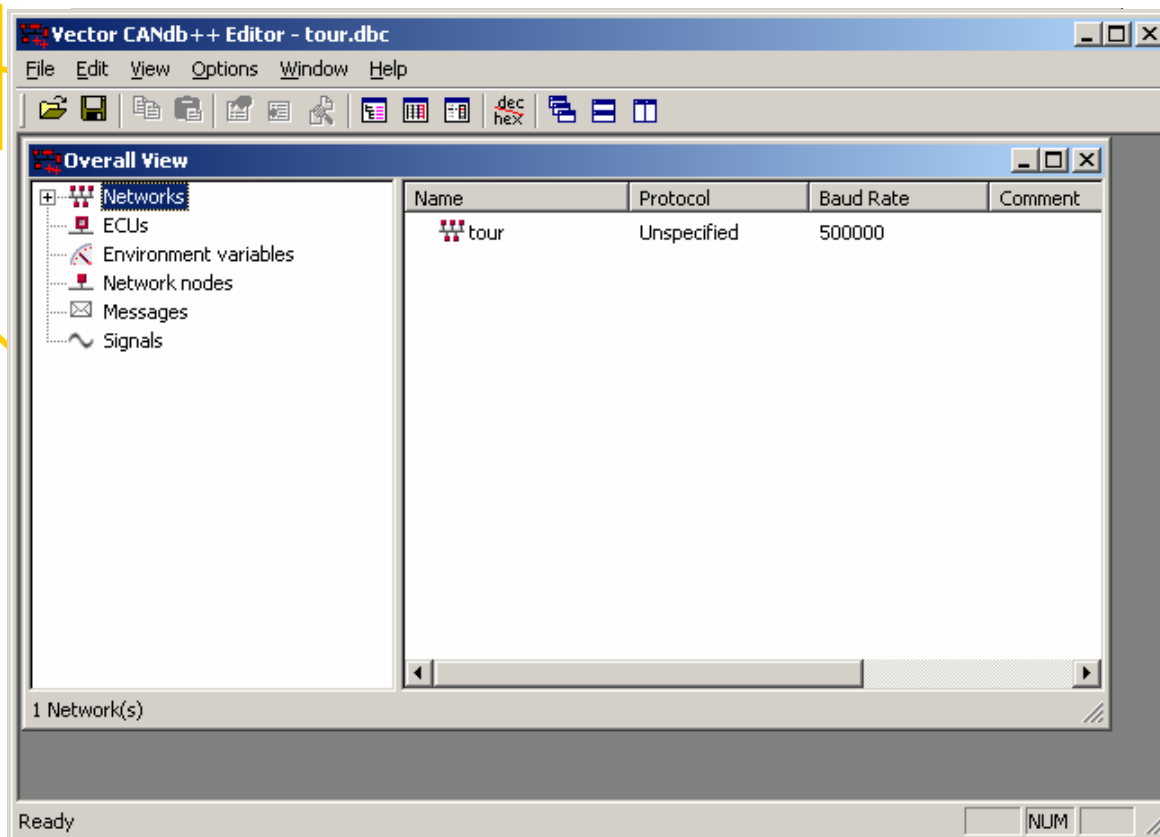 Vector CANdb++ Editor - tour.dbc
File Edit View Options Window Help
dec
hex
Overall View
Networks
ECUs
Environment variables
Network nodes
Messages
Signals
Name Protocol Baud Rate Comment
tour Unspecified 500000
1 Network(s)
Ready NUM